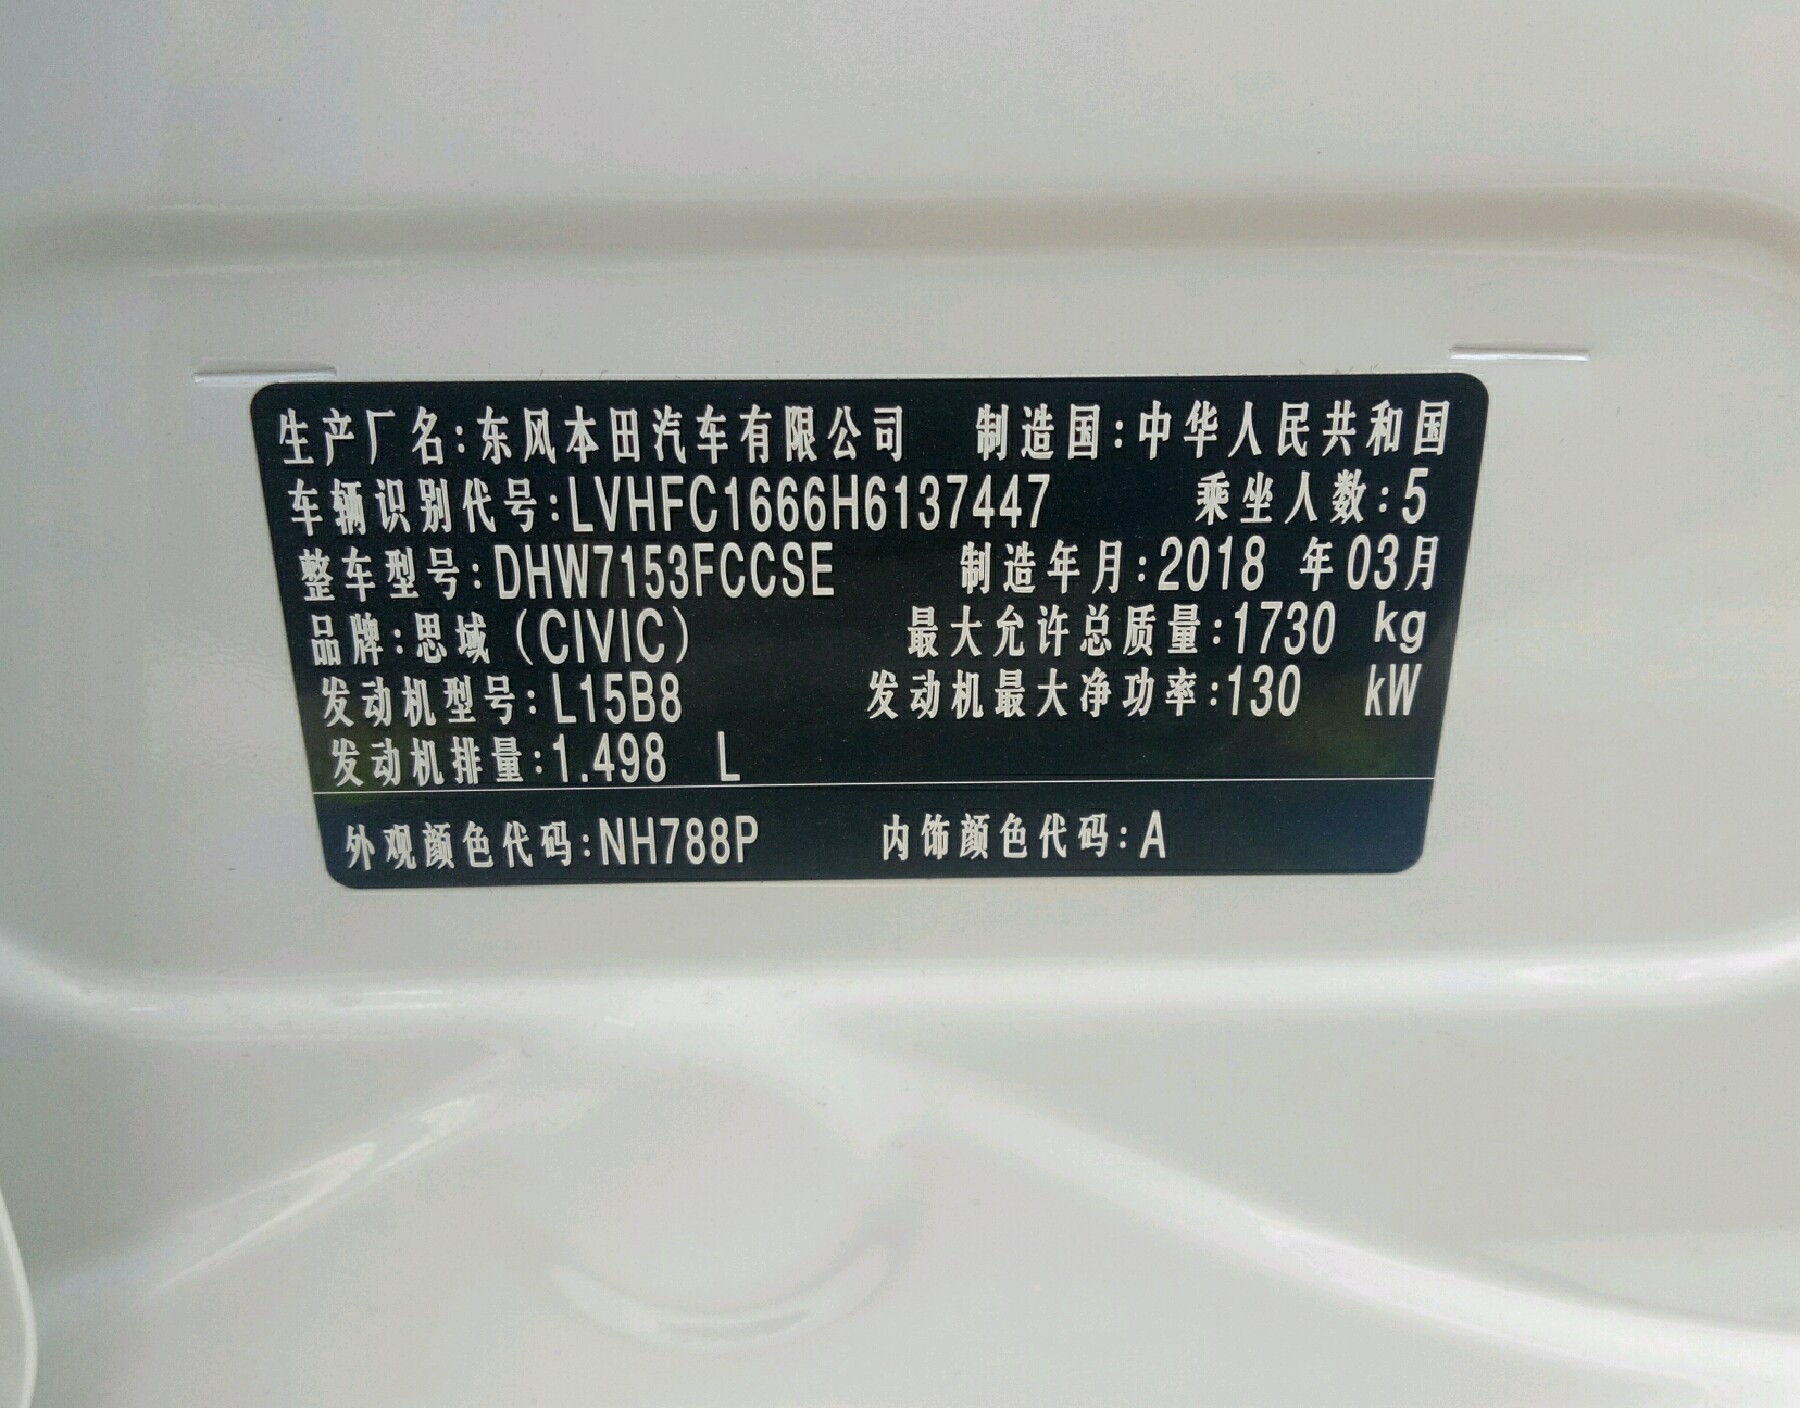 生产厂名:东风本田汽车有限公司 制造国:中华人民共和国
车辆识别代号:LVHFC1666H6137447 乘坐人数:5
整车型号:DHW7153FCCSE 制造年月:2018 年03月
品牌:思域(CIVIC) 最大允许总质量:1730 kg
发动机型号:L15B8 发动机最大净功率:130 kW
发动机排量:1.498 L
外观颜色代码:NH788P 内饰颜色代码:A